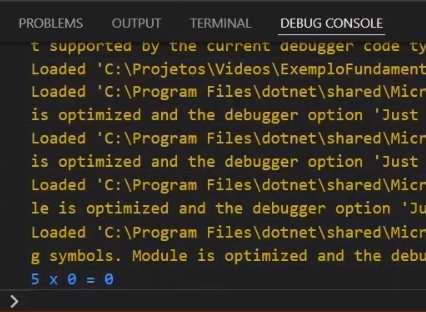 PROBLEMS OUTPUT TERMINAL DEBUG CONSOLE
t supported by the current debugger code ty
Loaded 'C:\Projetos\Videos\ExemploFundament
Loaded 'C:\Program Files\dotnet\shared\Micr
is optimized and the debugger option 'Just
Loaded 'C:\Program Files\dotnet\shared\Micr
is optimized and the debugger option 'Just
Loaded 'C:\Program Files\dotnet\shared\Micr
le is optimized and the debugger option 'Ju
Loaded 'C:\Program Files\dotnet\shared\Micr
g symbols. Module is optimized and the debu
5 x 0 = 0
>